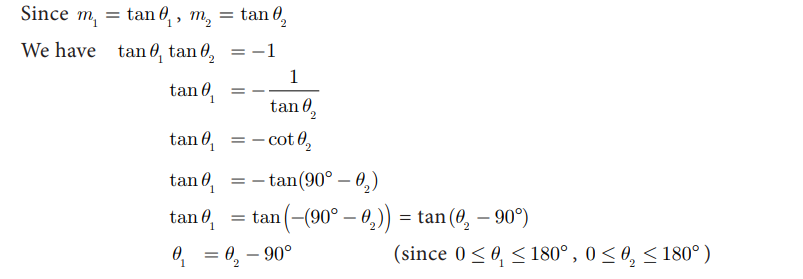 Since m₁ = tan θ₁ , m₂ = tan θ₂
We have tan θ₁ tan θ₂ = −1
tan θ₁ = − 1/tan θ₂
tan θ₁ = − cot θ₂
tan θ₁ = − tan(90° − θ₂)
tan θ₁ = tan(−(90° − θ₂)) = tan (θ₂ − 90°)
θ₁ = θ₂ − 90° (since 0 ≤ θ₁ ≤ 180° , 0 ≤ θ₂ ≤ 180° )